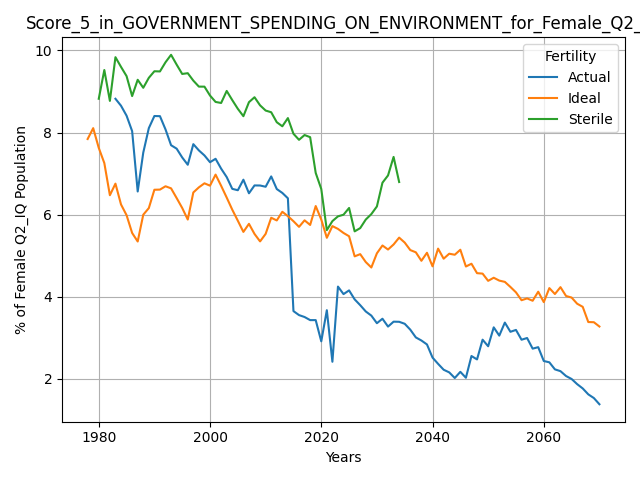 Score_5_in_GOVERNMENT_SPENDING_ON_ENVIRONMENT_for_Female_Q2_
Fertility
Actual
Ideal
Sterile
% of Female Q2_IQ Population
10
8
6
4
2
1980
2000
2020
2040
2060
Years